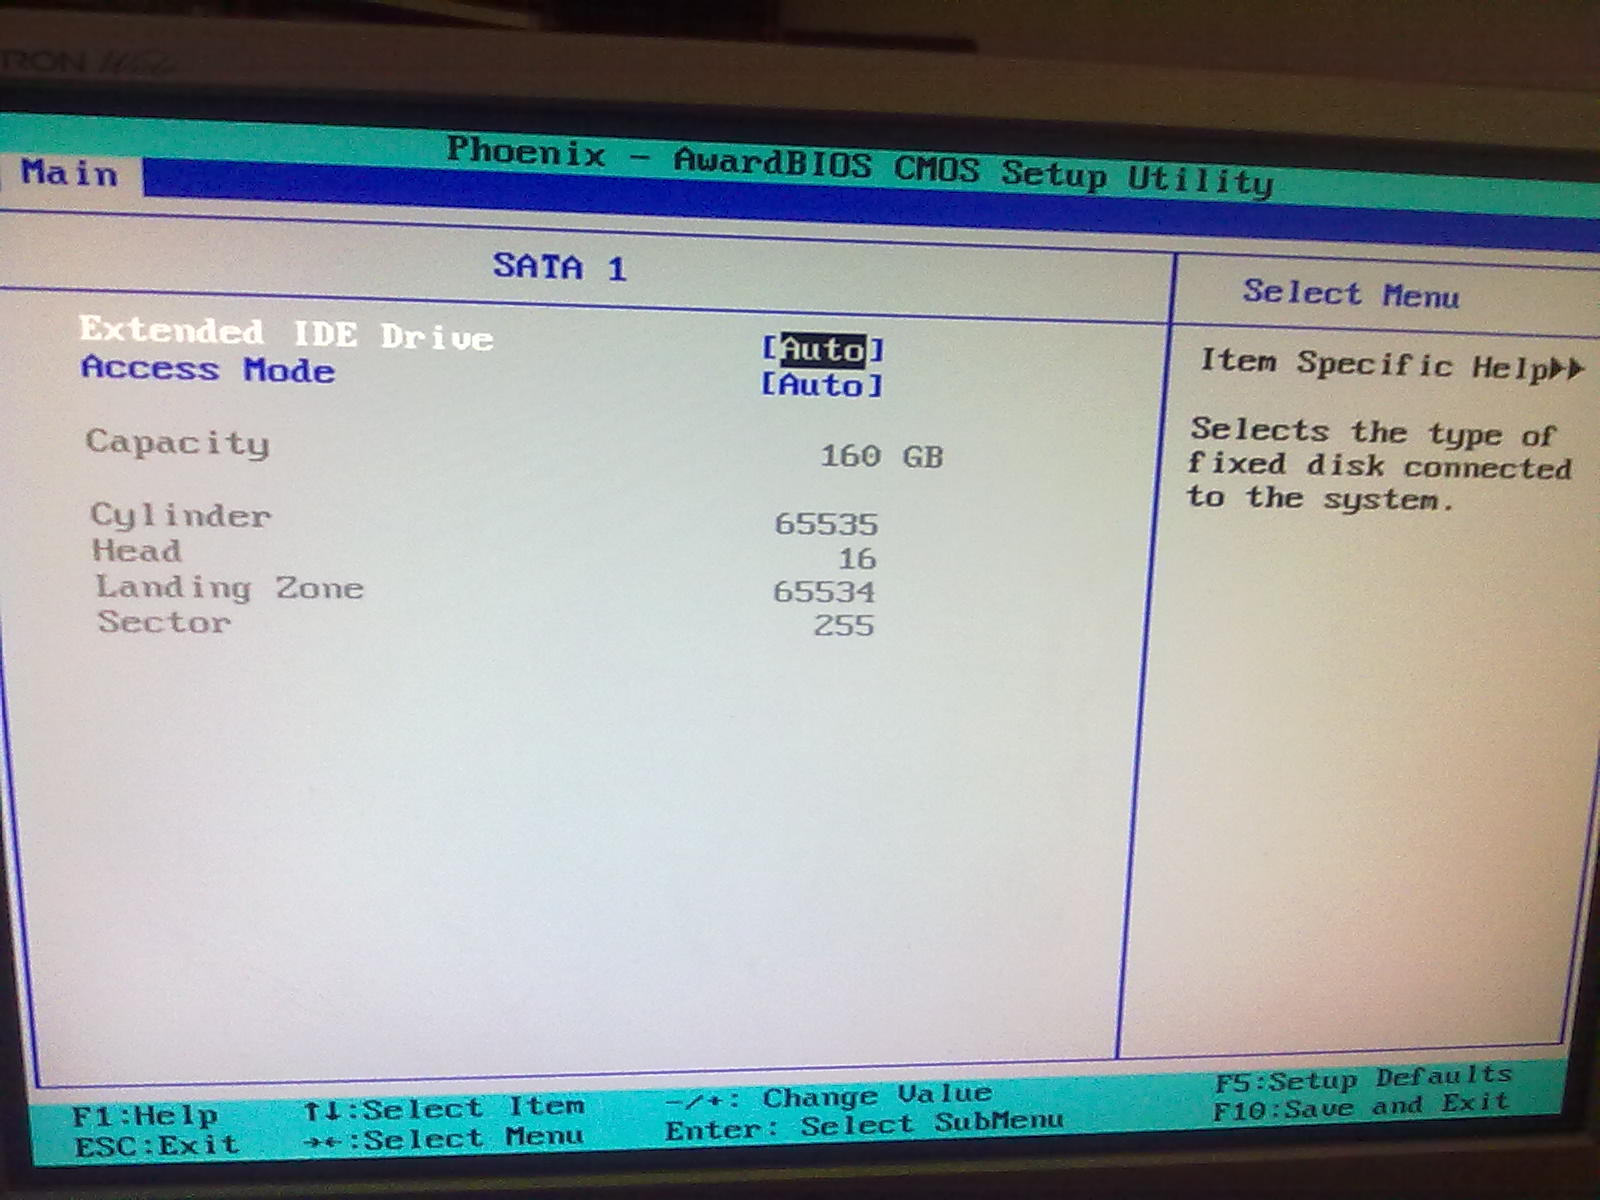 TRON
Phoenix - AwardBIOS CMOS Setup Utility
Main
SATA 1
Select Menu
Extended IDE Drive [Auto]
Access Mode [Auto]
Capacity 160 GB
Cylinder 65535
Head 16
Landing Zone 65534
Sector 255
Item Specific Help▶▶
Selects the type of
fixed disk connected
to the system.
F1:Help ↑↓:Select Item -/+: Change Value F5:Setup Defaults
ESC:Exit →←:Select Menu Enter: Select SubMenu F10:Save and Exit